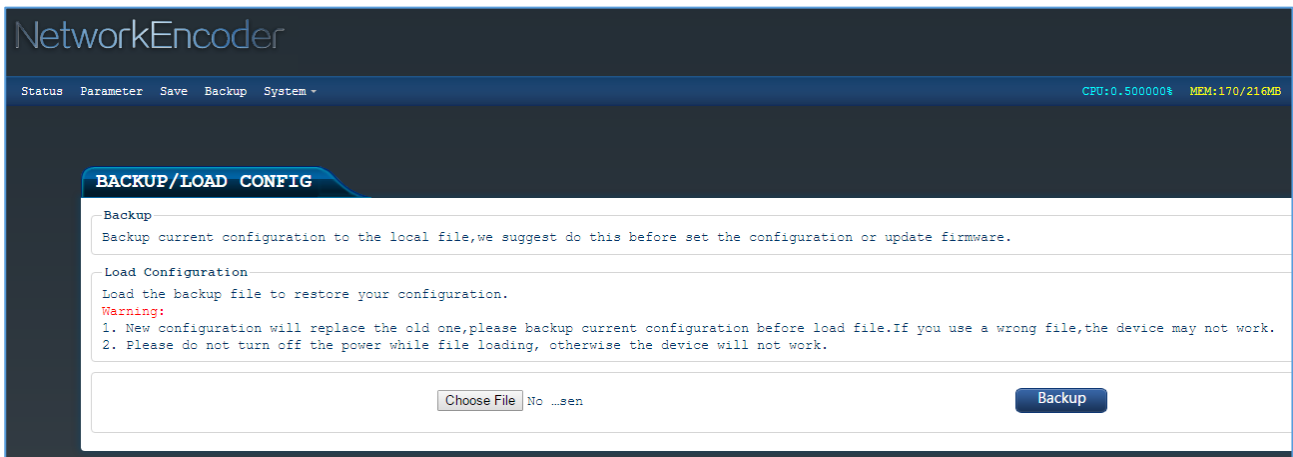 NetworkEncoder
Status Parameter Save Backup System
CPU:0.500000% MEM:170/216MB
BACKUP/LOAD CONFIG
Backup
Backup current configuration to the local file,we suggest do this before set the configuration or update firmware.
Load Configuration
Load the backup file to restore your configuration.
Warning:
1. New configuration will replace the old one,please backup current configuration before load file.If you use a wrong file,the device may not work.
2. Please do not turn off the power while file loading, otherwise the device will not work.
Choose File No …sen Backup